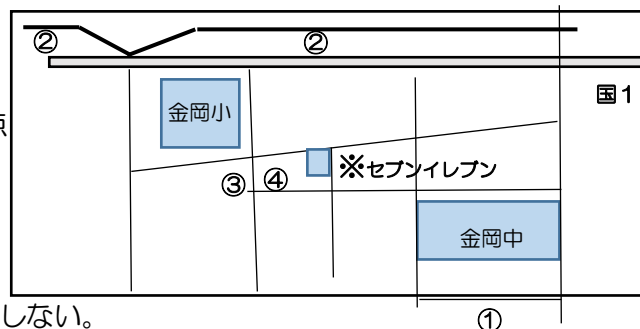 ② ②
国1
金岡小
※セブンイレブン
③ ④
金岡中
しない。
①